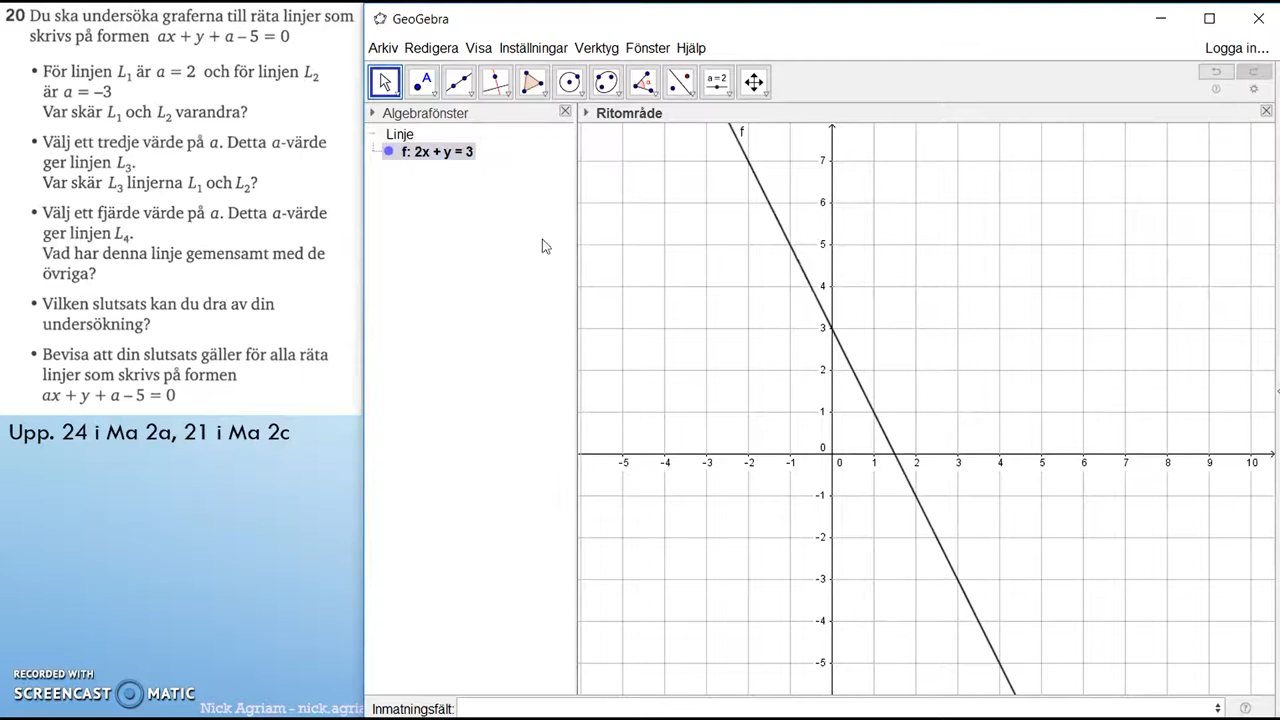 20 Du ska undersöka graferna till räta linjer som
skrivs på formen ax + y + a – 5 = 0
• För linjen L₁ är a = 2 och för linjen L₂
är a = –3
Var skär L₁ och L₂ varandra?
• Välj ett tredje värde på a. Detta a-värde
ger linjen L₃.
Var skär L₃ linjerna L₁ och L₂?
• Välj ett fjärde värde på a. Detta a-värde
ger linjen L₄.
Vad har denna linje gemensamt med de
övriga?
• Vilken slutsats kan du dra av din
undersökning?
• Bevisa att din slutsats gäller för alla räta
linjer som skrivs på formen
ax + y + a – 5 = 0
Upp. 24 i Ma 2a, 21 i Ma 2c
RECORDED WITH
SCREENCAST MATIC
Nick Agriam - nick.agria
GeoGebra
Arkiv Redigera Visa Inställningar Verktyg Fönster Hjälp Logga in...
A a=2
Algebrafönster
Linje
f: 2x + y = 3
Ritområde
f
7
6
5
4
3
2
1
0
-5 -4 -3 -2 -1 0 1 2 3 4 5 6 7 8 9 10
-1
-2
-3
-4
-5
Inmatningsfält: